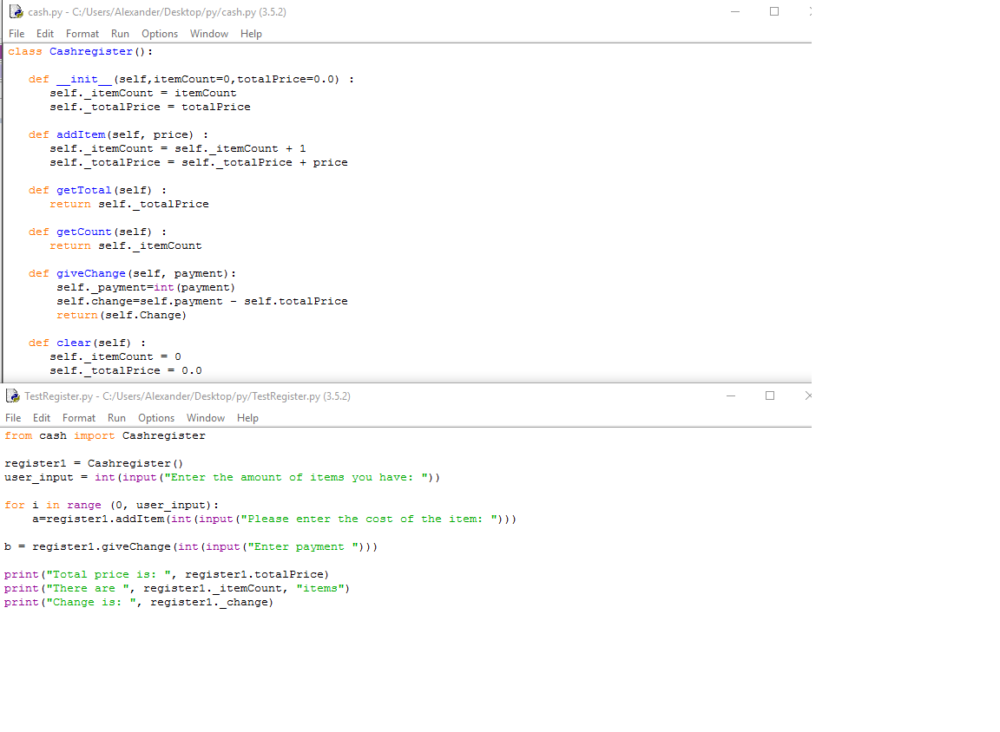 cash.py - C:/Users/Alexander/Desktop/py/cash.py (3.5.2)
File Edit Format Run Options Window Help
class Cashregister():
def __init__(self,itemCount=0,totalPrice=0.0) :
self._itemCount = itemCount
self._totalPrice = totalPrice
def addItem(self, price) :
self._itemCount = self._itemCount + 1
self._totalPrice = self._totalPrice + price
def getTotal(self) :
return self._totalPrice
def getCount(self) :
return self._itemCount
def giveChange(self, payment):
self._payment=int(payment)
self.change=self.payment - self.totalPrice
return(self.Change)
def clear(self) :
self._itemCount = 0
self._totalPrice = 0.0
TestRegister.py - C:/Users/Alexander/Desktop/py/TestRegister.py (3.5.2)
File Edit Format Run Options Window Help
from cash import Cashregister
register1 = Cashregister()
user_input = int(input("Enter the amount of items you have: "))
for i in range (0, user_input):
a=register1.addItem(int(input("Please enter the cost of the item: ")))
b = register1.giveChange(int(input("Enter payment ")))
print("Total price is: ", register1.totalPrice)
print("There are ", register1._itemCount, "items")
print("Change is: ", register1._change)